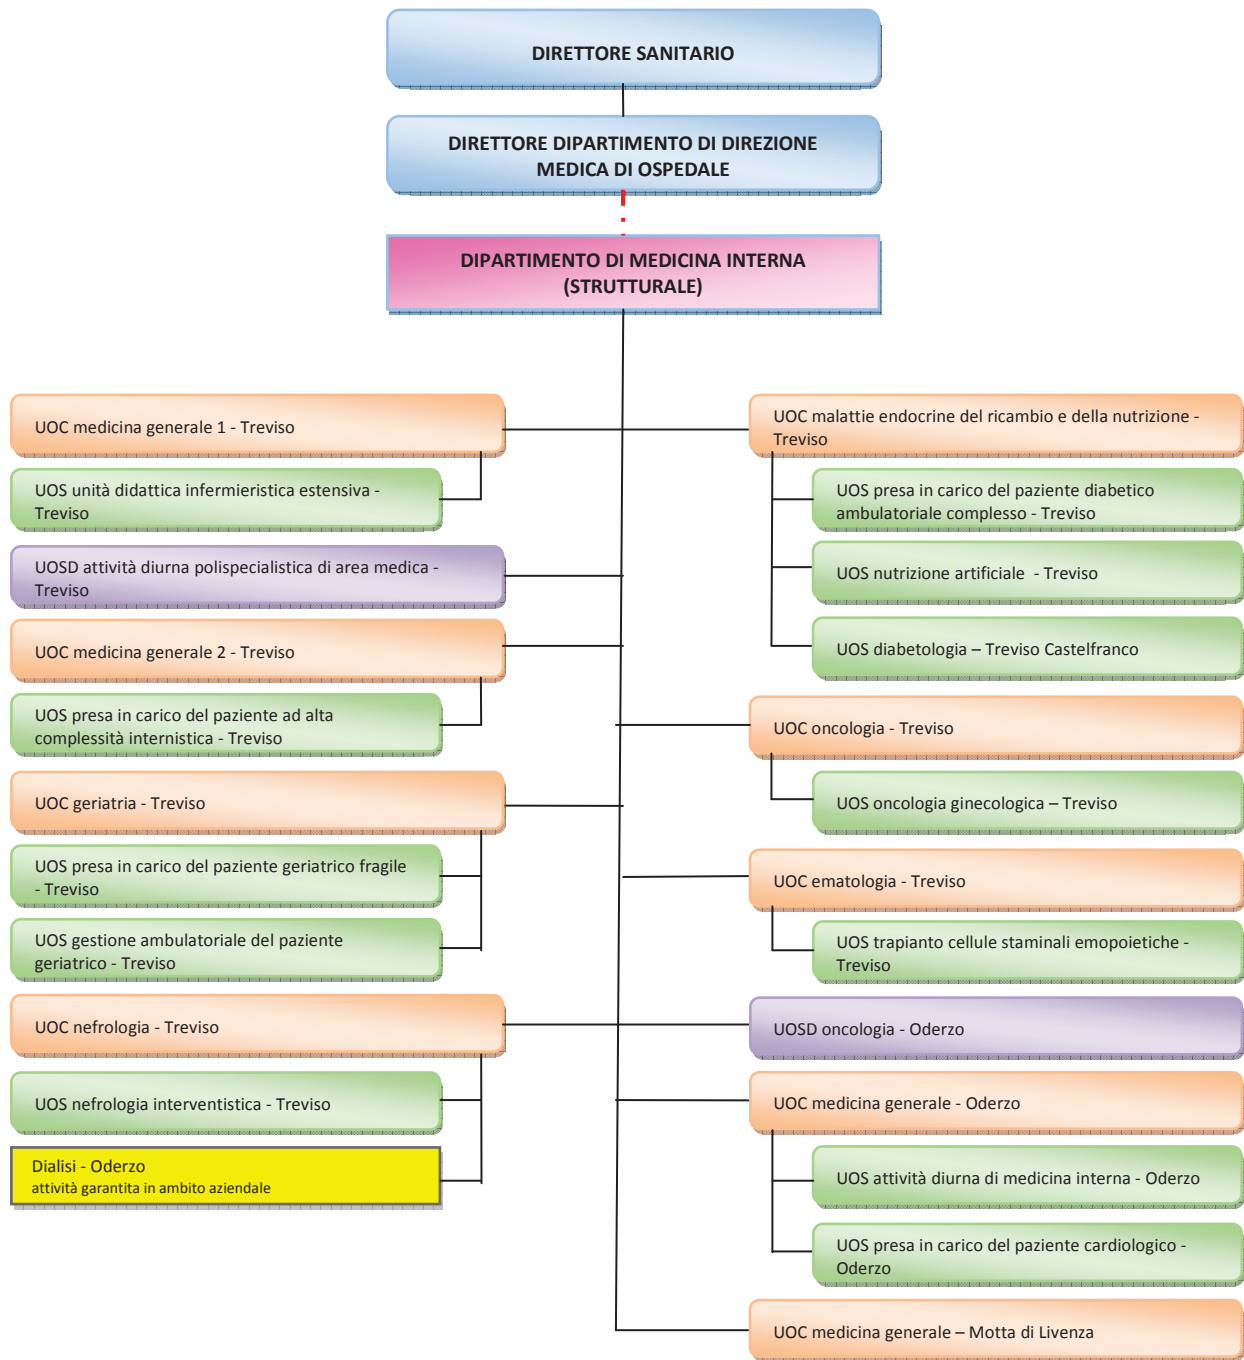 DIRETTORE SANITARIO
DIRETTORE DIPARTIMENTO DI DIREZIONE
MEDICA DI OSPEDALE
DIPARTIMENTO DI MEDICINA INTERNA
(STRUTTURALE)
UOC medicina generale 1 - Treviso
UOS unità didattica infermieristica estensiva -
Treviso
UOSD attività diurna polispecialistica di area medica -
Treviso
UOC medicina generale 2 - Treviso
UOS presa in carico del paziente ad alta
complessità internistica - Treviso
UOC geriatria - Treviso
UOS presa in carico del paziente geriatrico fragile
- Treviso
UOS gestione ambulatoriale del paziente
geriatrico - Treviso
UOC nefrologia - Treviso
UOS nefrologia interventistica - Treviso
Dialisi - Oderzo
attività garantita in ambito aziendale
UOC malattie endocrine del ricambio e della nutrizione -
Treviso
UOS presa in carico del paziente diabetico
ambulatoriale complesso - Treviso
UOS nutrizione artificiale - Treviso
UOS diabetologia – Treviso Castelfranco
UOC oncologia - Treviso
UOS oncologia ginecologica – Treviso
UOC ematologia - Treviso
UOS trapianto cellule staminali emopoietiche -
Treviso
UOSD oncologia - Oderzo
UOC medicina generale - Oderzo
UOS attività diurna di medicina interna - Oderzo
UOS presa in carico del paziente cardiologico -
Oderzo
UOC medicina generale – Motta di Livenza